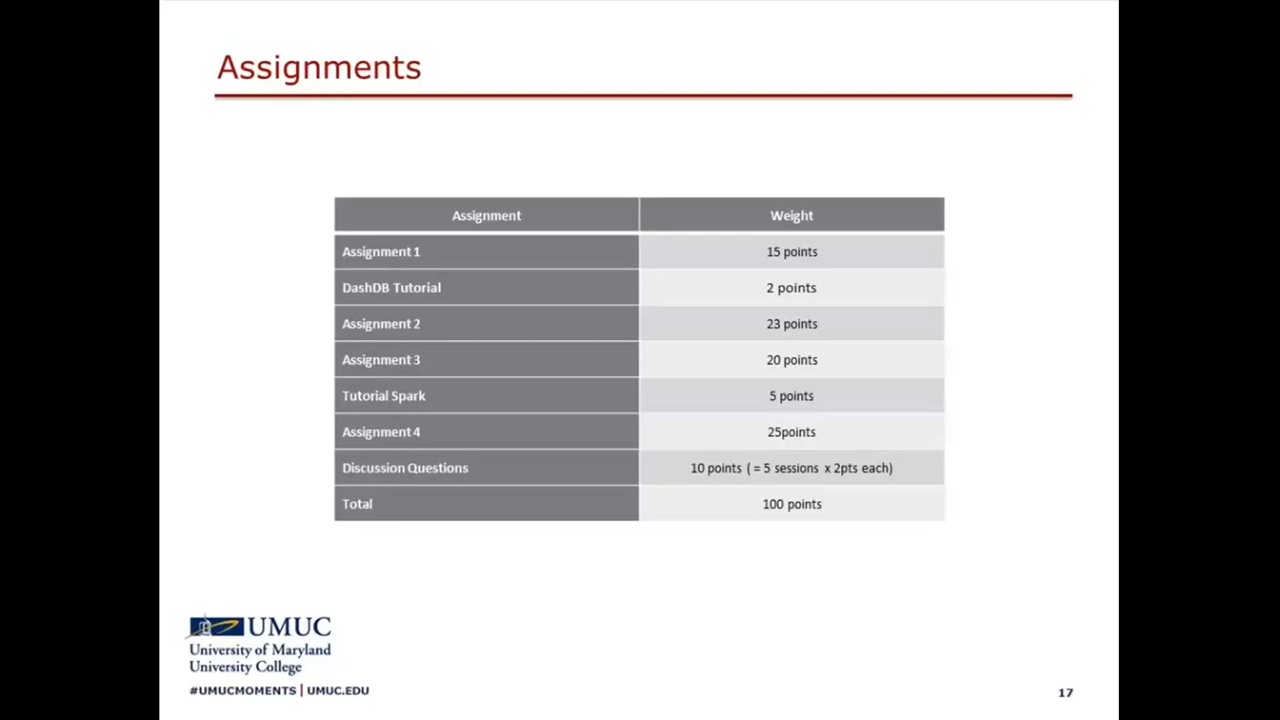 Assignments
Assignment Weight
Assignment 1 15 points
DashDB Tutorial 2 points
Assignment 2 23 points
Assignment 3 20 points
Tutorial Spark 5 points
Assignment 4 25points
Discussion Questions 10 points ( = 5 sessions x 2pts each)
Total 100 points
UMUC
University of Maryland
University College
#UMUCMOMENTS | UMUC.EDU
17